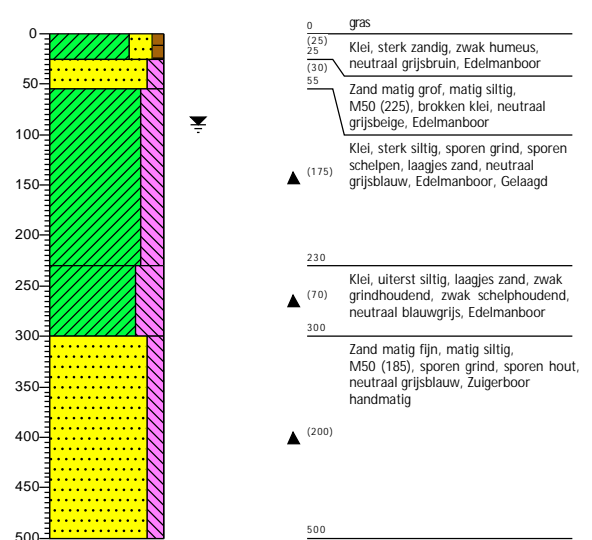 0
50
100
150
200
250
300
350
400
450
500
0 gras
(25)
25
Klei, sterk zandig, zwak humeus,
neutraal grijsbruin, Edelmanboor
(30)
55
Zand matig grof, matig siltig,
M50 (225), brokken klei, neutraal
grijsbeige, Edelmanboor
(175)
Klei, sterk siltig, sporen grind, sporen
schelpen, laagjes zand, neutraal
grijsblauw, Edelmanboor, Gelaagd
230
(70)
Klei, uiterst siltig, laagjes zand, zwak
grindhoudend, zwak schelphoudend,
neutraal blauwgrijs, Edelmanboor
300
Zand matig fijn, matig siltig,
M50 (185), sporen grind, sporen hout,
neutraal grijsblauw, Zuigerboor
handmatig
(200)
500